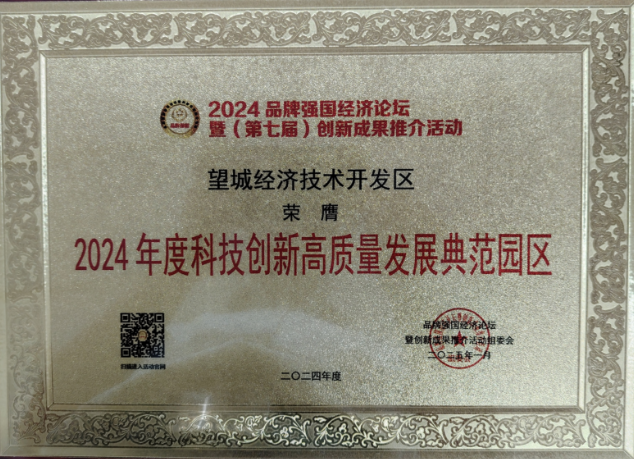 2024 品牌强国经济论坛
暨（第七届）创新成果推介活动
望城经济技术开发区
荣 膺
2024 年度科技创新高质量发展典范园区
扫描进入活动官网
品牌强国经济论坛
暨创新成果推介活动组委会
二〇二五年一月
二〇二四年度